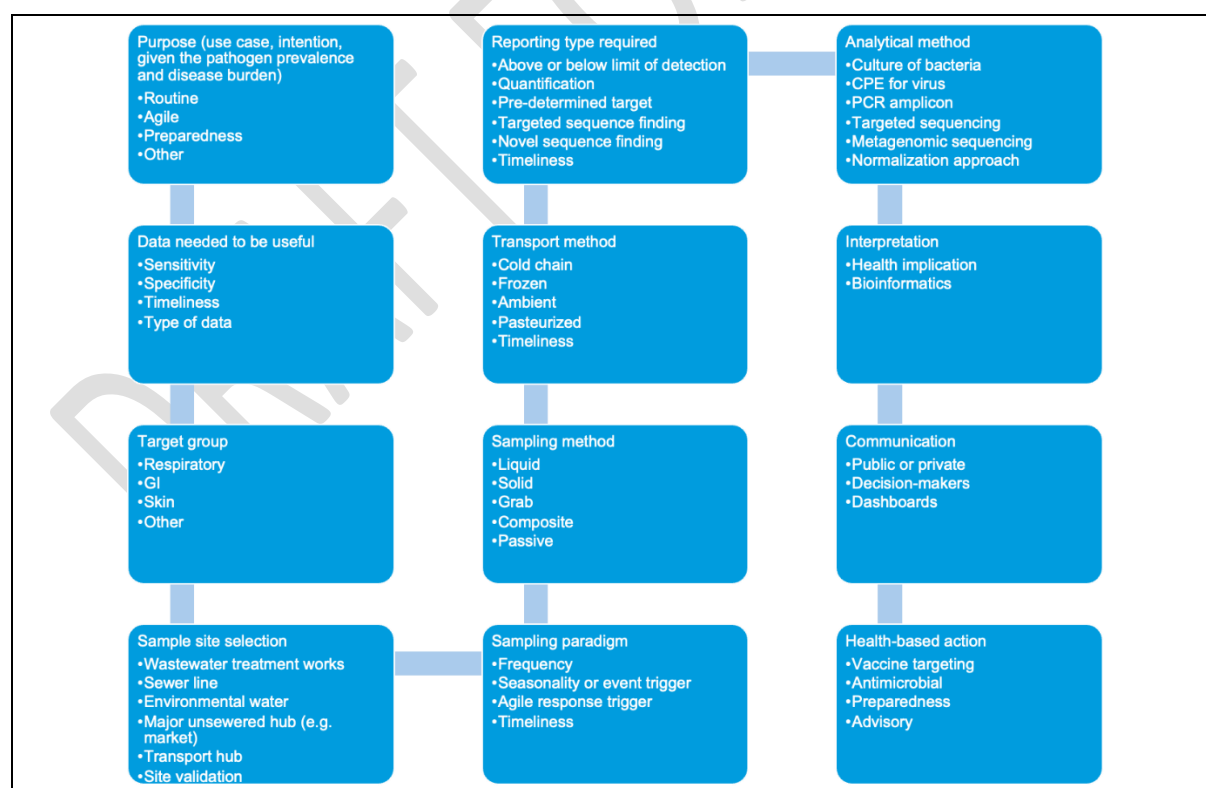 Purpose (use case, intention,
given the pathogen prevalence
and disease burden)
•Routine
•Agile
•Preparedness
•Other
Data needed to be useful
•Sensitivity
•Specificity
•Timeliness
•Type of data
Target group
•Respiratory
•GI
•Skin
•Other
Sample site selection
•Wastewater treatment works
•Sewer line
•Environmental water
•Major unsewered hub (e.g.
market)
•Transport hub
•Site validation
Sampling paradigm
•Frequency
•Seasonality or event trigger
•Agile response trigger
•Timeliness
Sampling method
•Liquid
•Solid
•Grab
•Composite
•Passive
Transport method
•Cold chain
•Frozen
•Ambient
•Pasteurized
•Timeliness
Reporting type required
•Above or below limit of detection
•Quantification
•Pre-determined target
•Targeted sequence finding
•Novel sequence finding
•Timeliness
Analytical method
•Culture of bacteria
•CPE for virus
•PCR amplicon
•Targeted sequencing
•Metagenomic sequencing
•Normalization approach
Interpretation
•Health implication
•Bioinformatics
Communication
•Public or private
•Decision-makers
•Dashboards
Health-based action
•Vaccine targeting
•Antimicrobial
•Preparedness
•Advisory